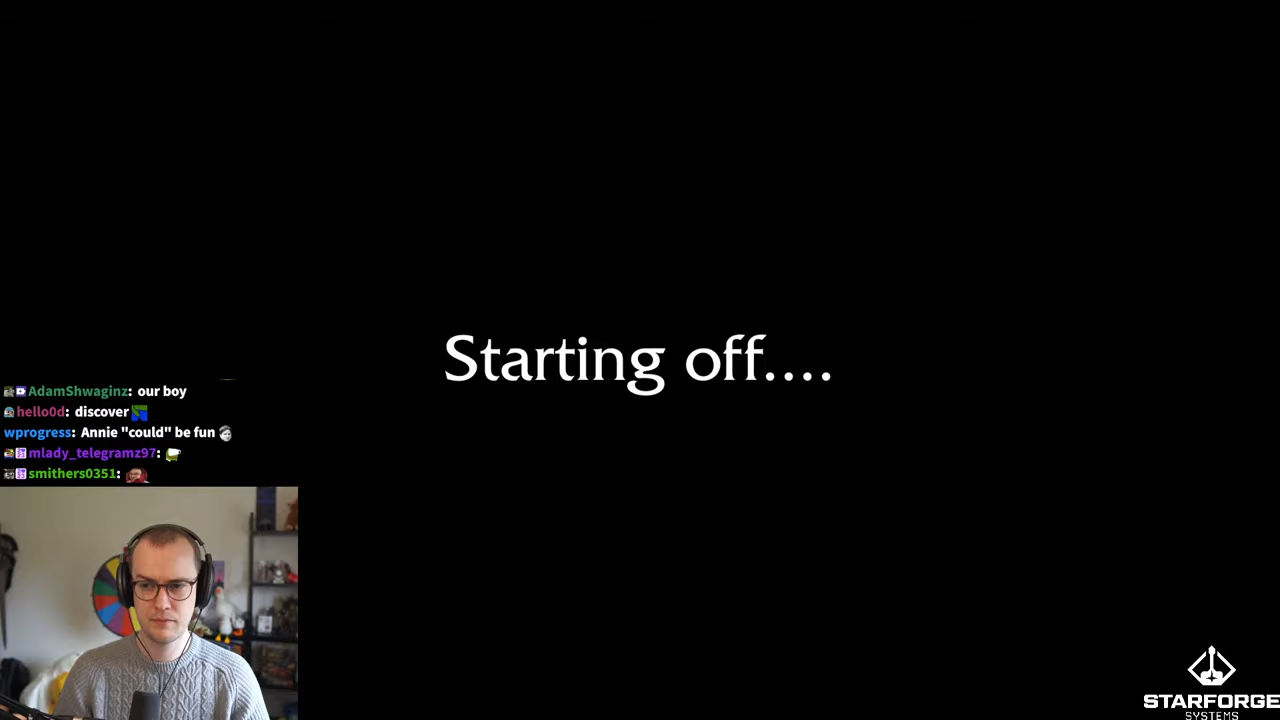 Starting off....
AdamShwaginz: our boy
hello0d: discover
wprogress: Annie "could" be fun
mlady_telegramz97:
smithers0351:
STARFORGE
SYSTEMS